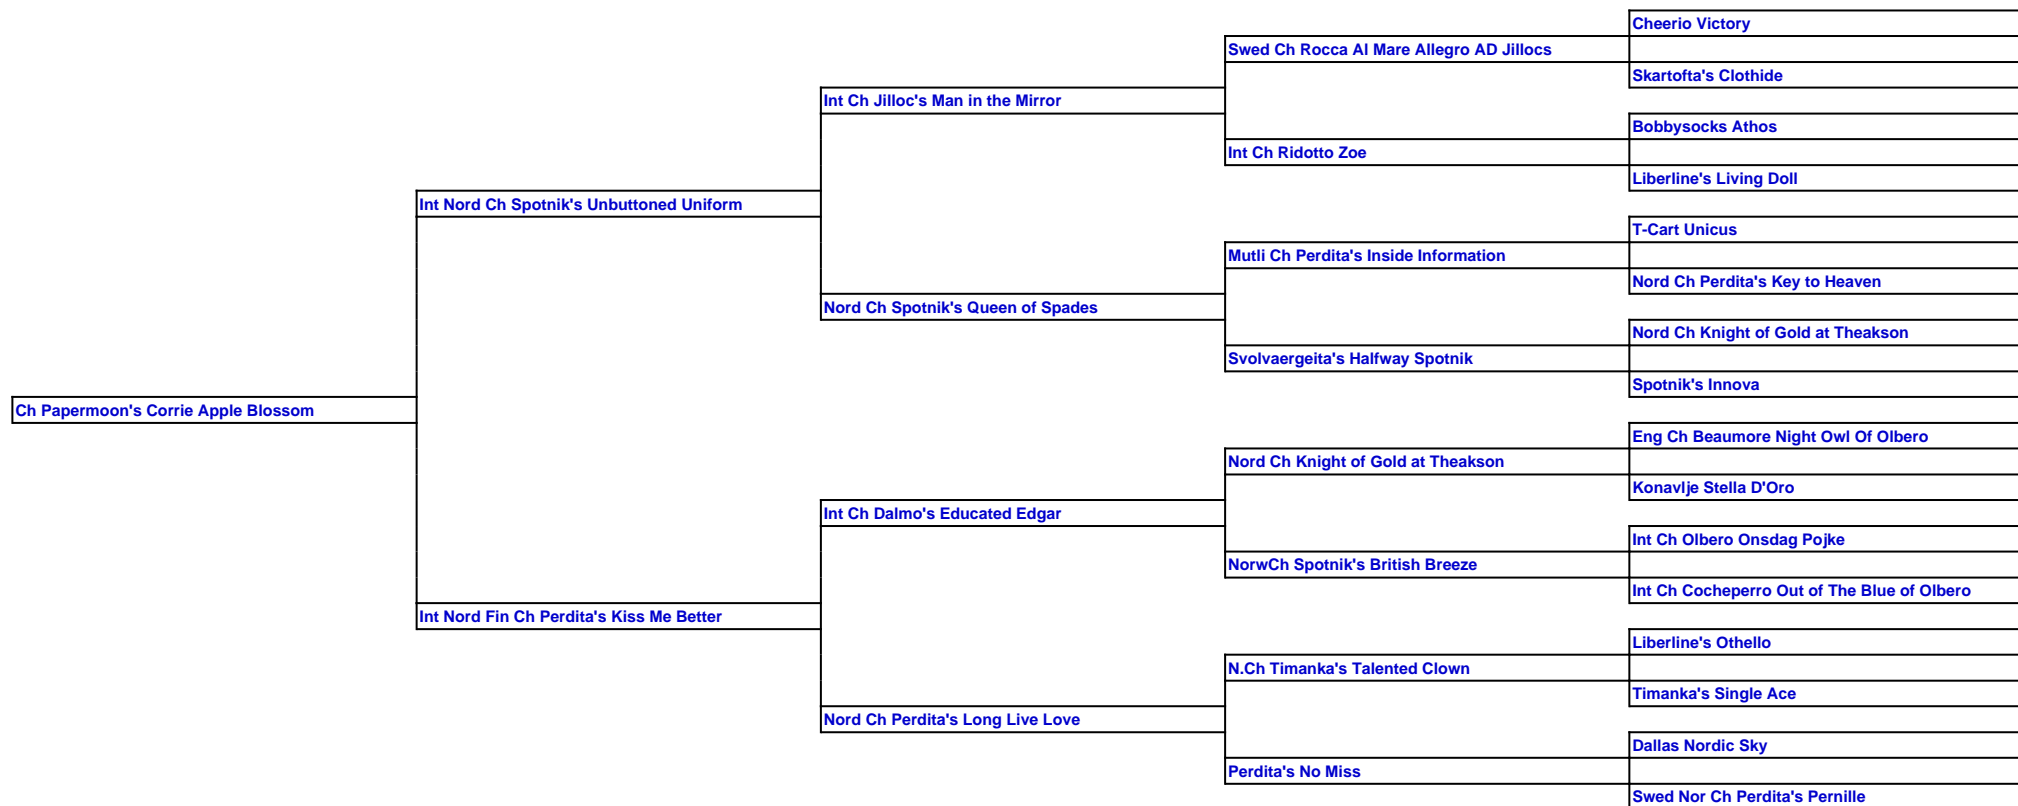 Cheerio Victory
Swed Ch Rocca Al Mare Allegro AD Jillocs
Skartofta's Clothide
Int Ch Jilloc's Man in the Mirror
Bobbysocks Athos
Int Ch Ridotto Zoe
Liberline's Living Doll
Int Nord Ch Spotnik's Unbuttoned Uniform
T-Cart Unicus
Mutli Ch Perdita's Inside Information
Nord Ch Perdita's Key to Heaven
Nord Ch Spotnik's Queen of Spades
Nord Ch Knight of Gold at Theakson
Svolvaergeita's Halfway Spotnik
Spotnik's Innova
Ch Papermoon's Corrie Apple Blossom
Eng Ch Beaumore Night Owl Of Olbero
Nord Ch Knight of Gold at Theakson
Konavlje Stella D'Oro
Int Ch Dalmo's Educated Edgar
Int Ch Olbero Onsdag Pojke
NorwCh Spotnik's British Breeze
Int Ch Cocheperro Out of The Blue of Olbero
Int Nord Fin Ch Perdita's Kiss Me Better
Liberline's Othello
N.Ch Timanka's Talented Clown
Timanka's Single Ace
Nord Ch Perdita's Long Live Love
Dallas Nordic Sky
Perdita's No Miss
Swed Nor Ch Perdita's Pernille